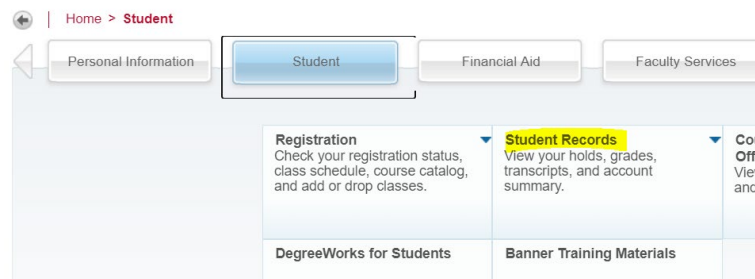 Home > Student
Personal Information
Student
Financial Aid
Faculty Services
Registration
Check your registration status,
class schedule, course catalog,
and add or drop classes.
Student Records
View your holds, grades,
transcripts, and account
summary.
DegreeWorks for Students
Banner Training Materials